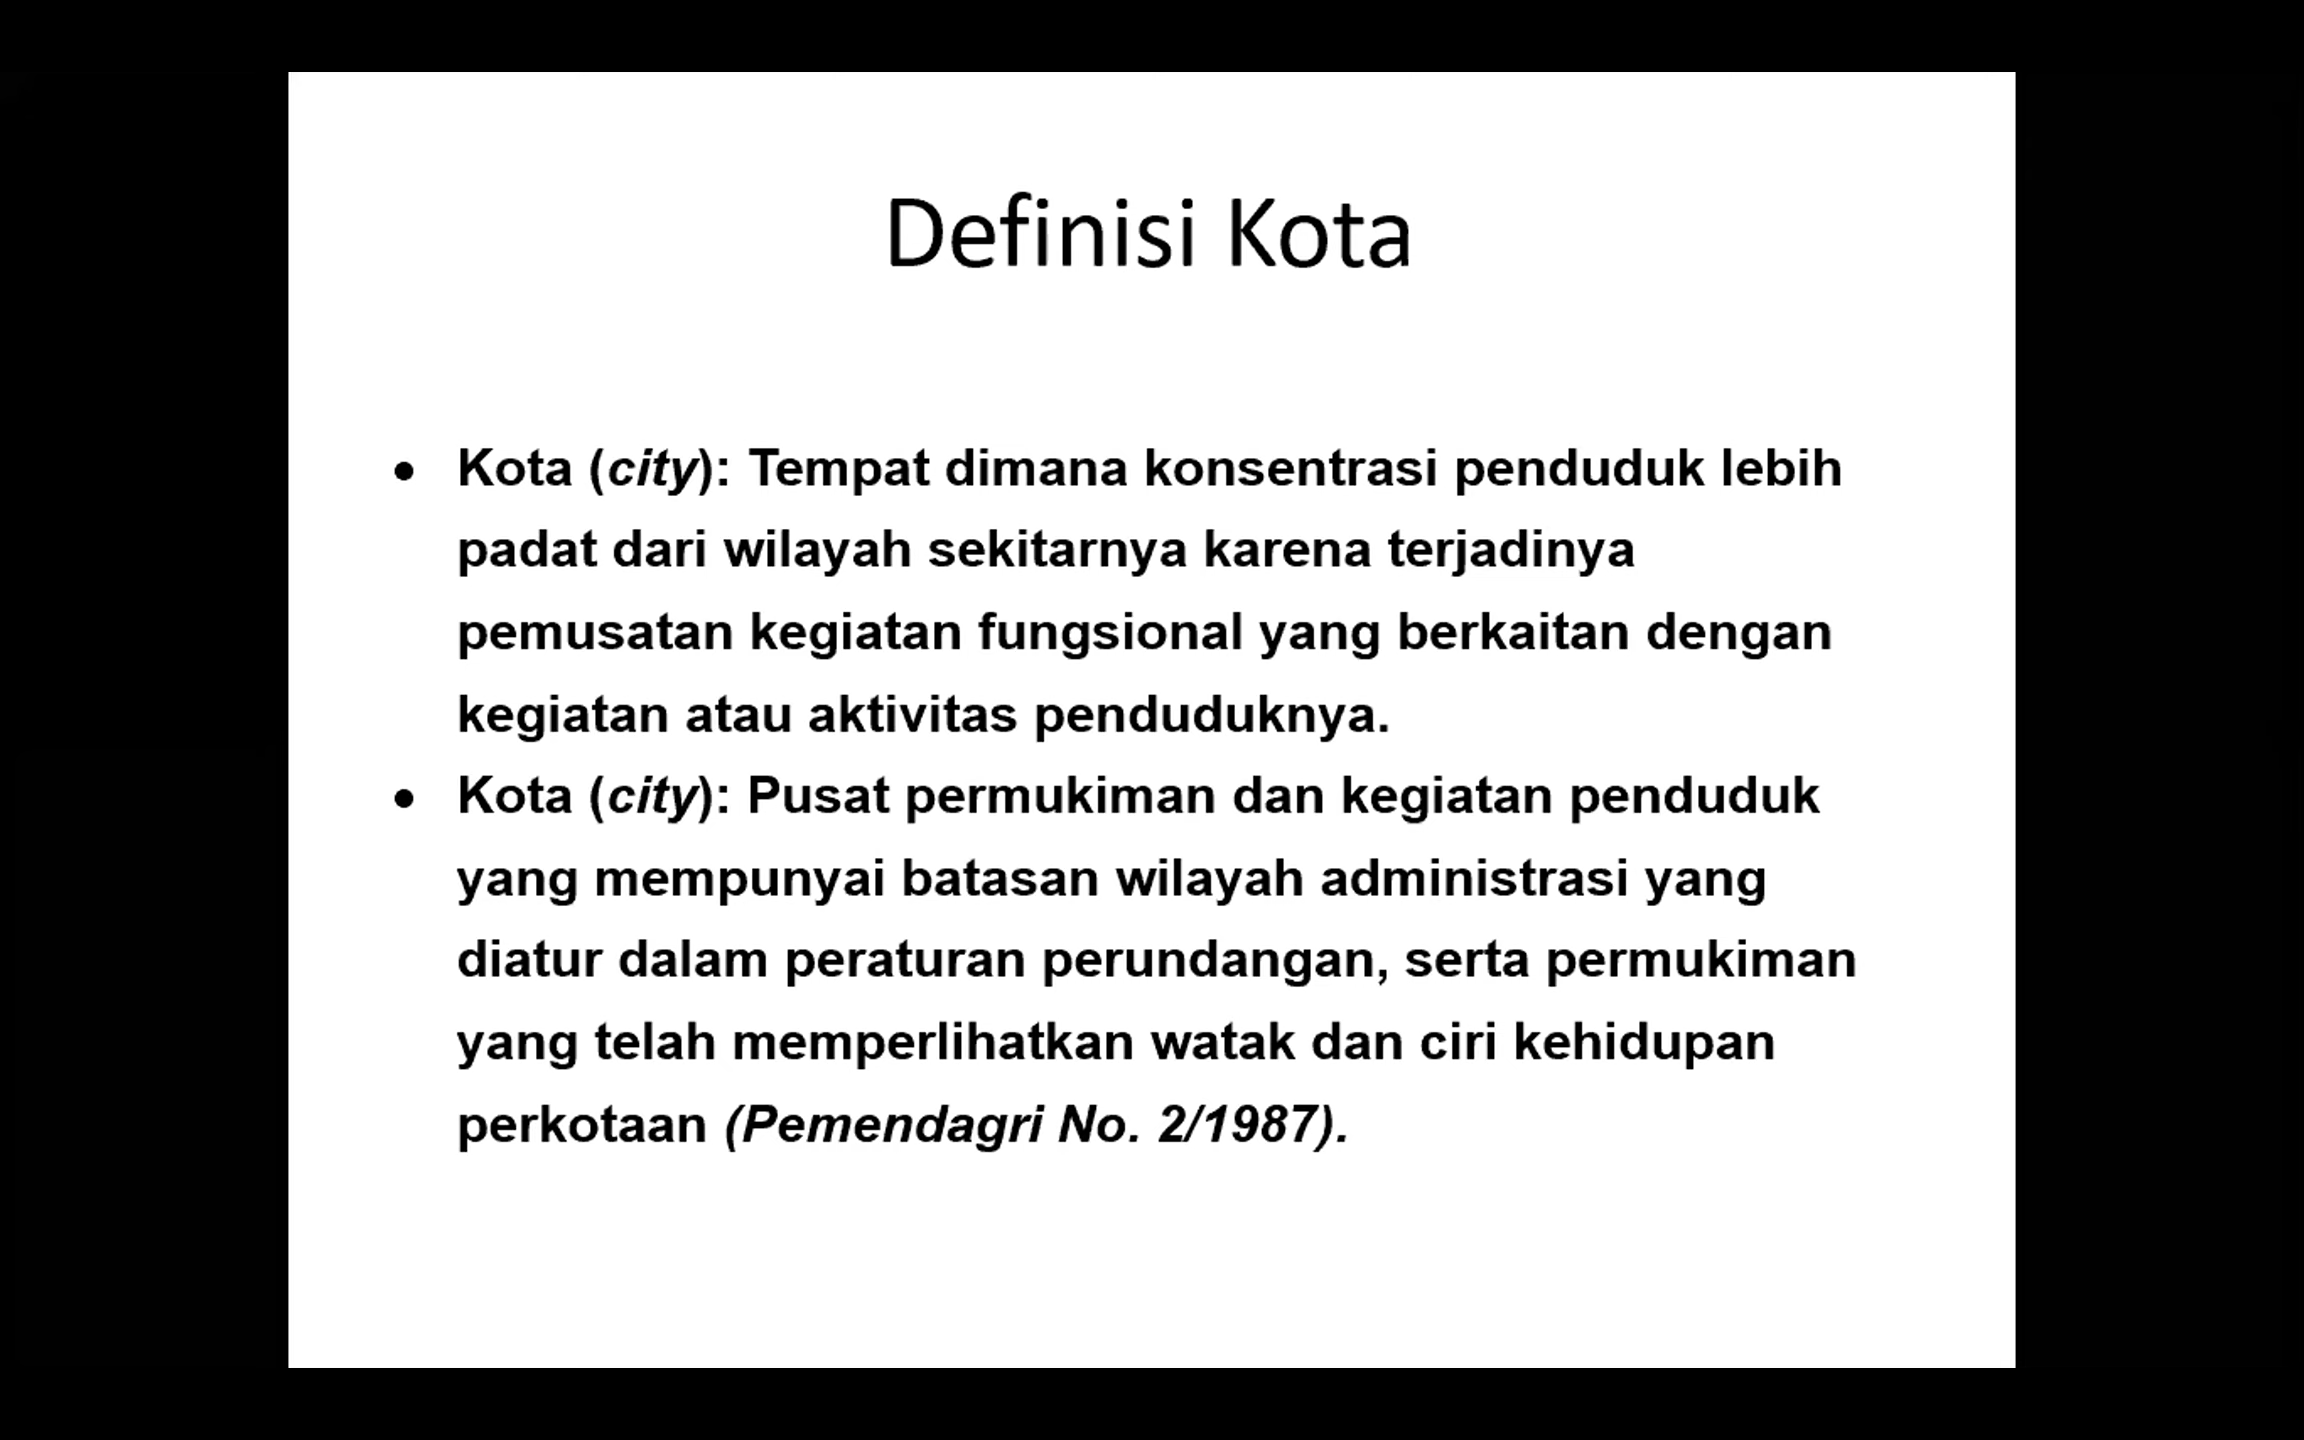 Definisi Kota
• Kota (city): Tempat dimana konsentrasi penduduk lebih
padat dari wilayah sekitarnya karena terjadinya
pemusatan kegiatan fungsional yang berkaitan dengan
kegiatan atau aktivitas penduduknya.
• Kota (city): Pusat permukiman dan kegiatan penduduk
yang mempunyai batasan wilayah administrasi yang
diatur dalam peraturan perundangan, serta permukiman
yang telah memperlihatkan watak dan ciri kehidupan
perkotaan (Pemendagri No. 2/1987).